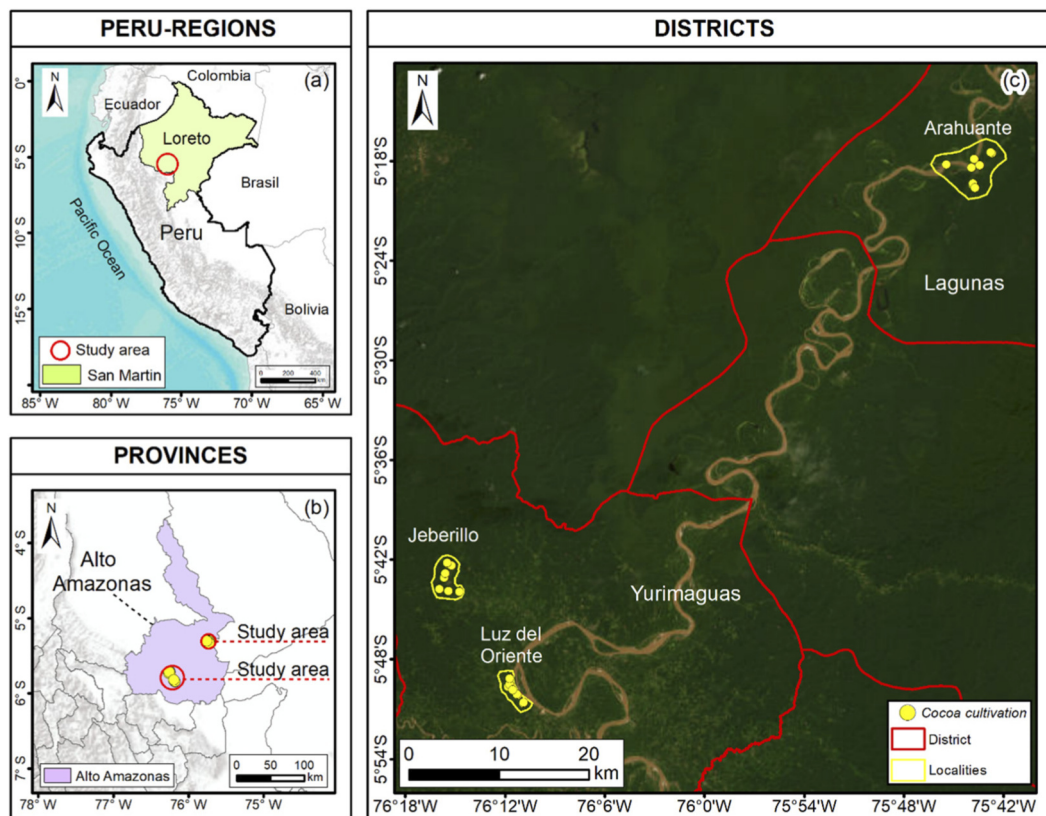 PERU-REGIONS
(a)
N
Colombia
Ecuador
Loreto
Brasil
Peru
Pacific Ocean
Bolivia
Study area
San Martin
0 200 400
km
0°
5°S
10°S
15°S
85°W 80°W 75°W 70°W 65°W
PROVINCES
(b)
N
Alto
Amazonas
Study area
Study area
Alto Amazonas
0 50 100
km
4°S
5°S
6°S
7°S
78°W 77°W 76°W 75°W
DISTRICTS
(c)
N
Arahuante
Lagunas
Jeberillo
Yurimaguas
Luz del
Oriente
Cocoa cultivation
District
Localities
0 10 20
km
5°18'S
5°24'S
5°30'S
5°36'S
5°42'S
5°48'S
5°54'S
76°18'W 76°12'W 76°6'W 76°0'W 75°54'W 75°48'W 75°42'W